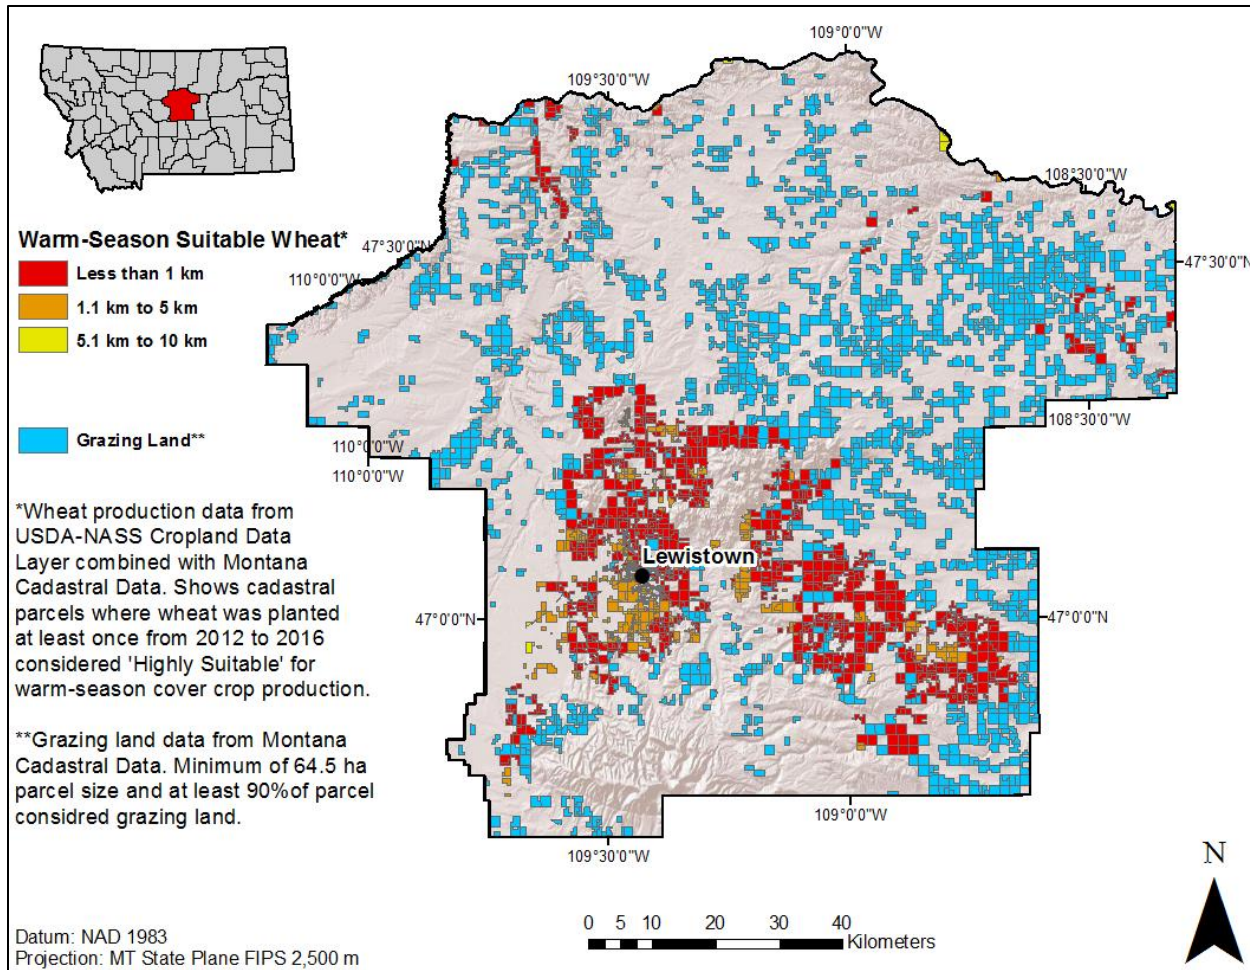 109°0'0"W
109°30'0"W
108°30'0"W
Warm-Season Suitable Wheat*
47°30'0"N
47°30'0"N
Less than 1 km
110°0'0"W
1.1 km to 5 km
5.1 km to 10 km
108°30'0"W
Grazing Land**
110°0'0"W
110°0'0"W
*Wheat production data from
USDA-NASS Cropland Data
Layer combined with Montana
Cadastral Data. Shows cadastral
parcels where wheat was planted
at least once from 2012 to 2016
considered 'Highly Suitable' for
warm-season cover crop production.
Lewistown
47°0'0"N
47°0'0"N
**Grazing land data from Montana
Cadastral Data. Minimum of 64.5 ha
parcel size and at least 90%of parcel
considred grazing land.
109°0'0"W
109°30'0"W
N
0 5 10 20 30 40
Kilometers
Datum: NAD 1983
Projection: MT State Plane FIPS 2,500 m